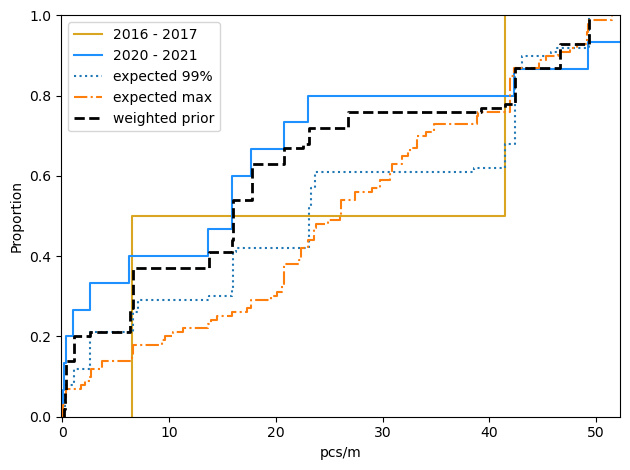 1.0
0.8
0.6
0.4
0.2
0.0
Proportion
2016 - 2017
2020 - 2021
expected 99%
expected max
weighted prior
0 10 20 30 40 50
pcs/m